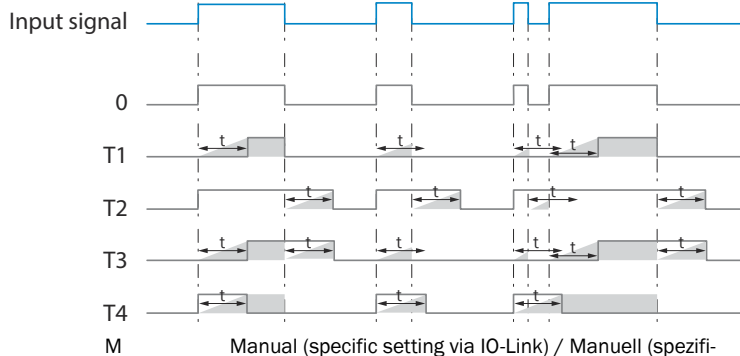 Input signal
0
T1 t t t t
T2 t t t t
T3 t t t t t t
T4 t t t
M Manual (specific setting via IO-Link) / Manuell (spezifi-